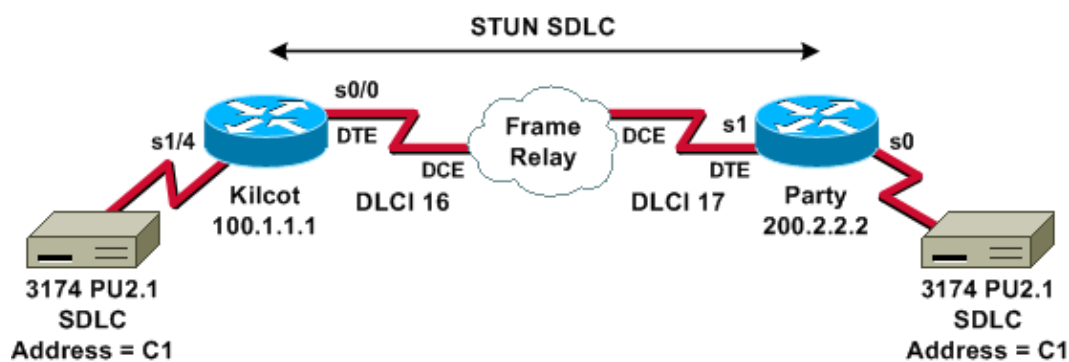 STUN SDLC
s0/0
s1/4
DTE
DCE
Frame
Relay
DCE
s1
DTE
s0
Kilcot
100.1.1.1
DLCI 16
DLCI 17
Party
200.2.2.2
3174 PU2.1
SDLC
Address = C1
3174 PU2.1
SDLC
Address = C1